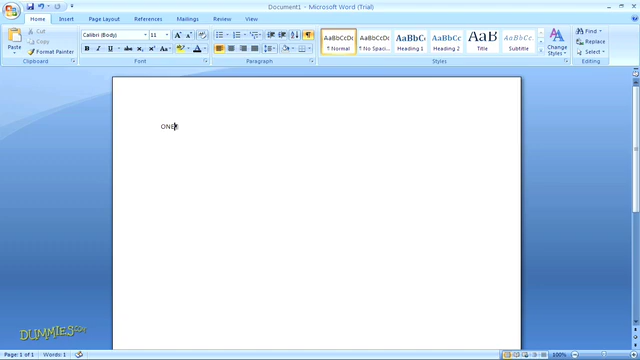 Document1 - Microsoft Word (Trial)
Home Insert Page Layout References Mailings Review View
Paste
Cut
Copy
Format Painter
Clipboard
Calibri (Body) 11
Font
Paragraph
AaBbCcDc AaBbCcDc AaBbC AaBbCc AaB AaBbCc.
¶ Normal ¶ No Spaci... Heading 1 Heading 2 Title Subtitle
Styles
Change Styles
Find
Replace
Select
Editing
ONE
DUMMIES.COM
Page: 1 of 1 Words: 1 100%